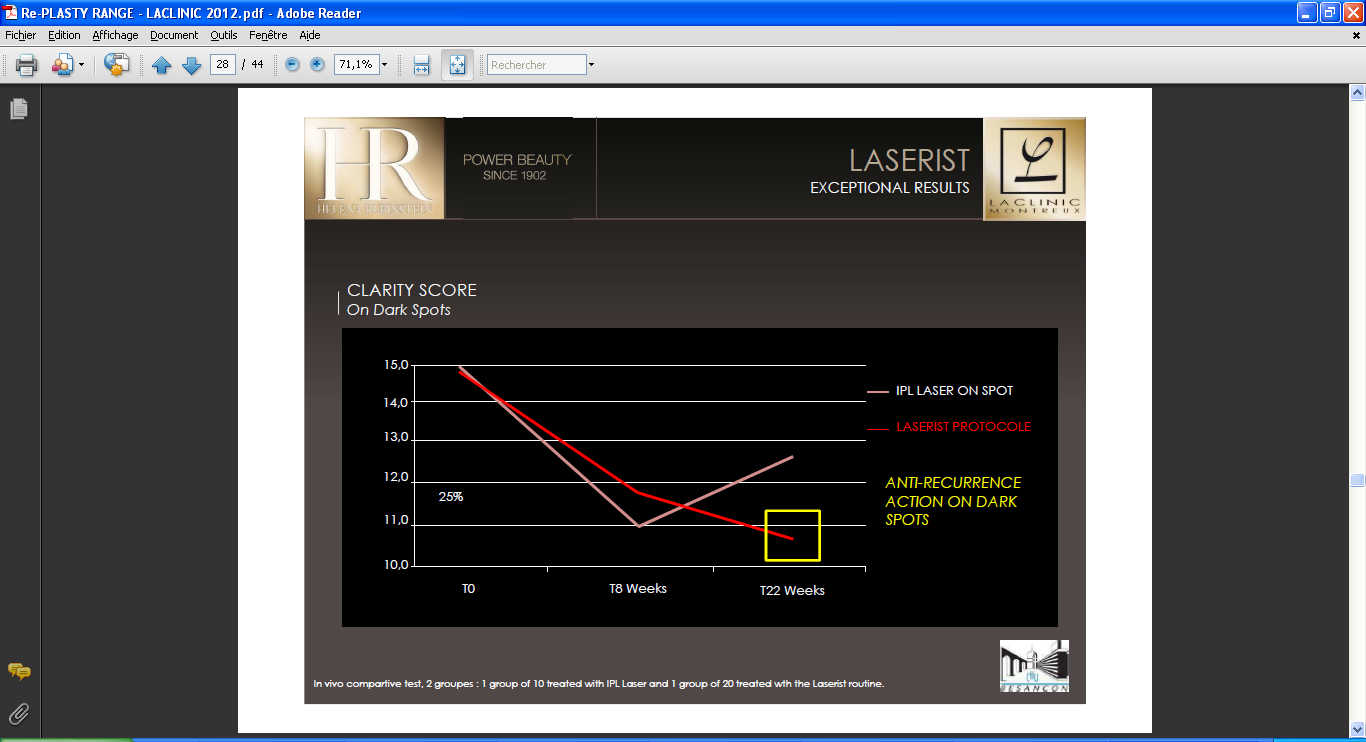 Re-PLASTY RANGE - LACLINIC 2012.pdf - Adobe Reader
Fichier Edition Affichage Document Outils Fenêtre Aide
28 / 44 71,1% Rechercher
HR
HELENA RUBINSTEIN
POWER BEAUTY
SINCE 1902
LASERIST
EXCEPTIONAL RESULTS
LACLINIC
MONTREUX
CLARITY SCORE
On Dark Spots
15,0
14,0
13,0
12,0
11,0
10,0
25%
T0
T8 Weeks
T22 Weeks
IPL LASER ON SPOT
LASERIST PROTOCOLE
ANTI-RECURRENCE
ACTION ON DARK
SPOTS
CHU
BESANCON
In vivo compartive test, 2 groupes : 1 group of 10 treated with IPL Laser and 1 group of 20 treated wth the Laserist routine.